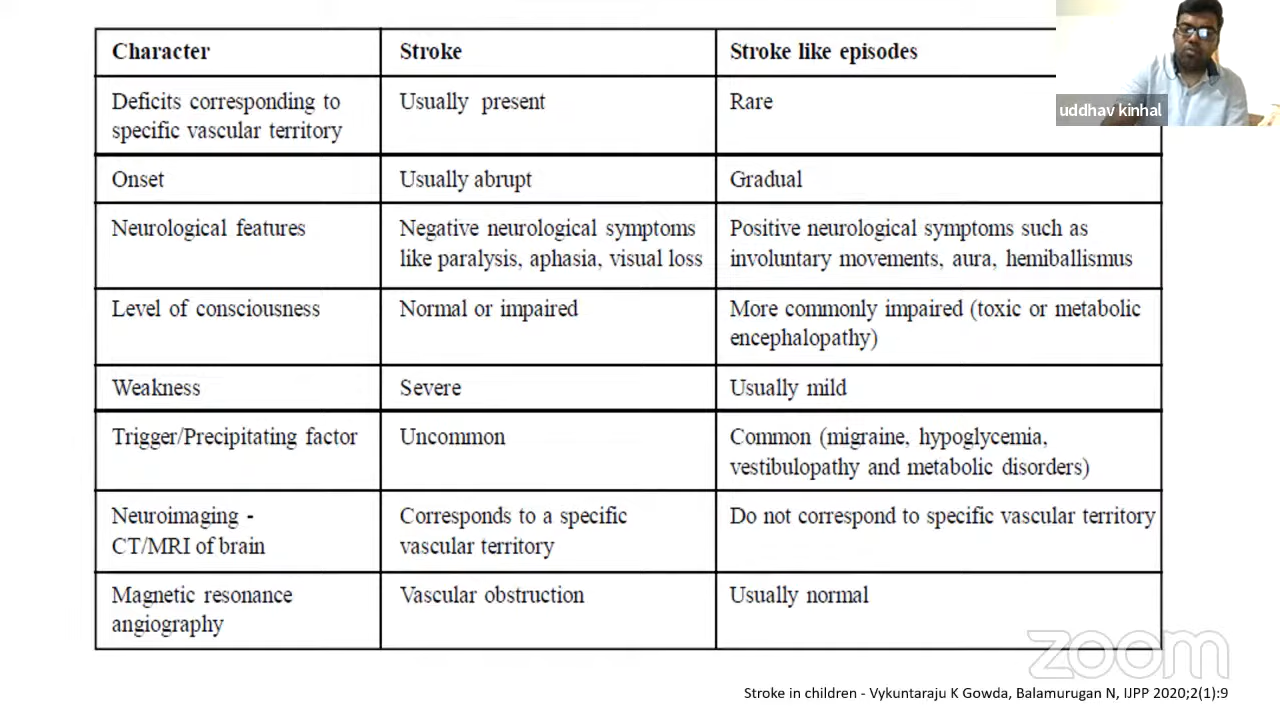 Character Stroke Stroke like episodes
Deficits corresponding to Usually present Rare
specific vascular territory
Onset Usually abrupt Gradual
Neurological features Negative neurological symptoms Positive neurological symptoms such as
like paralysis, aphasia, visual loss involuntary movements, aura, hemiballismus
Level of consciousness Normal or impaired More commonly impaired (toxic or metabolic
encephalopathy)
Weakness Severe Usually mild
Trigger/Precipitating factor Uncommon Common (migraine, hypoglycemia,
vestibulopathy and metabolic disorders)
Neuroimaging - Corresponds to a specific Do not correspond to specific vascular territory
CT/MRI of brain vascular territory
Magnetic resonance Vascular obstruction Usually normal
angiography
uddhav kinhal
zoom
Stroke in children - Vykuntaraju K Gowda, Balamurugan N, IJPP 2020;2(1):9